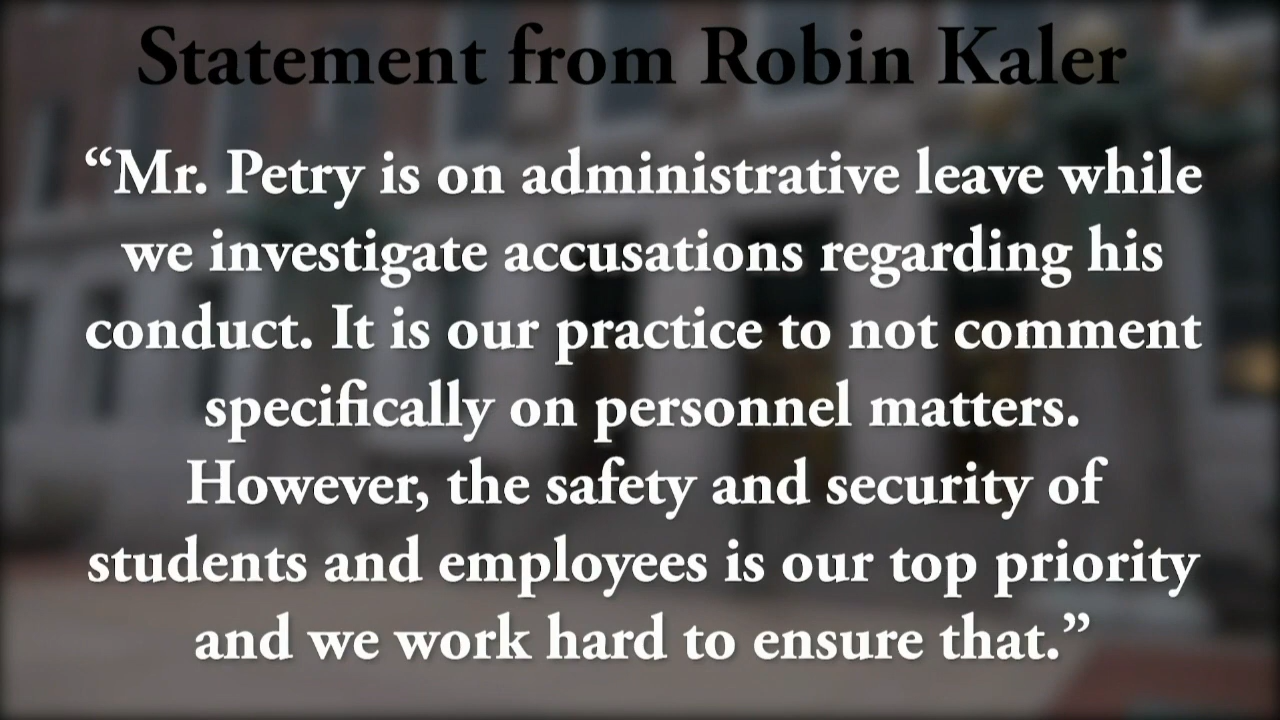 Statement from Robin Kaler
“Mr. Petry is on administrative leave while
we investigate accusations regarding his
conduct. It is our practice to not comment
specifically on personnel matters.
However, the safety and security of
students and employees is our top priority
and we work hard to ensure that.”